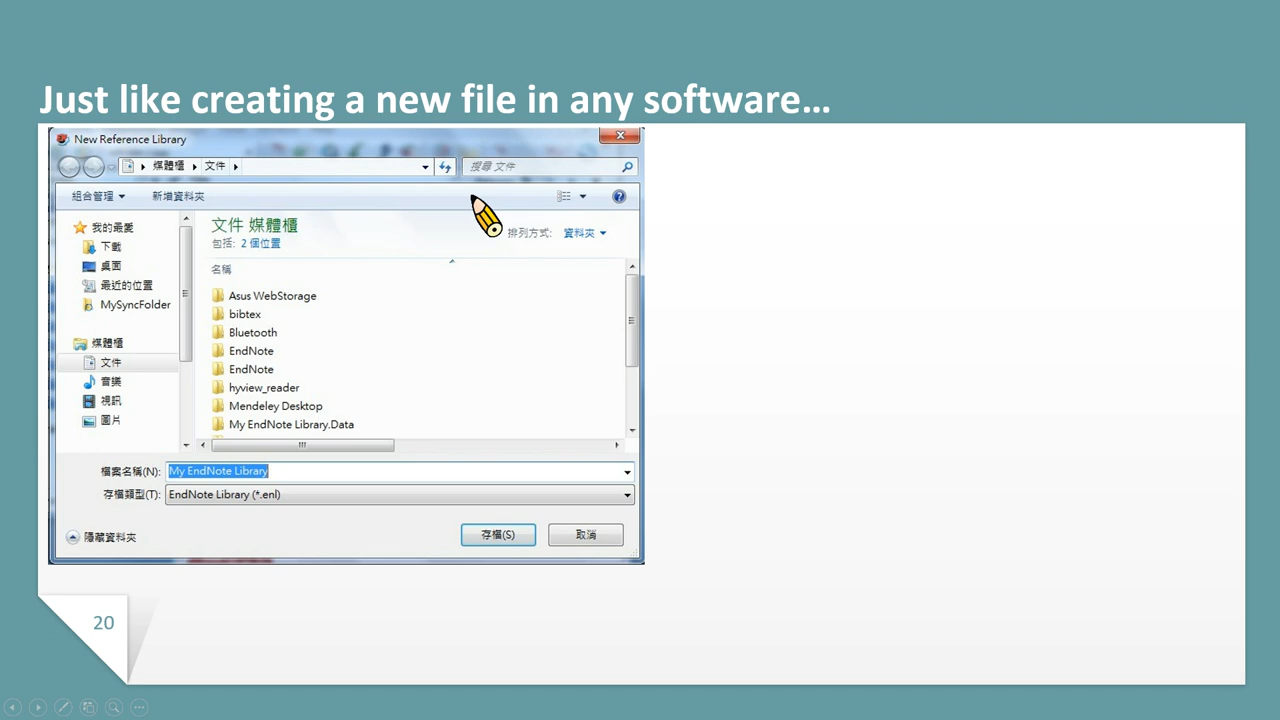 Just like creating a new file in any software…
New Reference Library
媒體櫃 文件
搜尋 文件
組合管理 新增資料夾
我的最愛
下載
桌面
最近的位置
MySyncFolder
媒體櫃
文件
音樂
視訊
圖片
文件 媒體櫃
包括: 2 個位置
排列方式: 資料夾
名稱
Asus WebStorage
bibtex
Bluetooth
EndNote
EndNote
hyview_reader
Mendeley Desktop
My EndNote Library.Data
檔案名稱(N): My EndNote Library
存檔類型(T): EndNote Library (*.enl)
隱藏資料夾
存檔(S) 取消
20